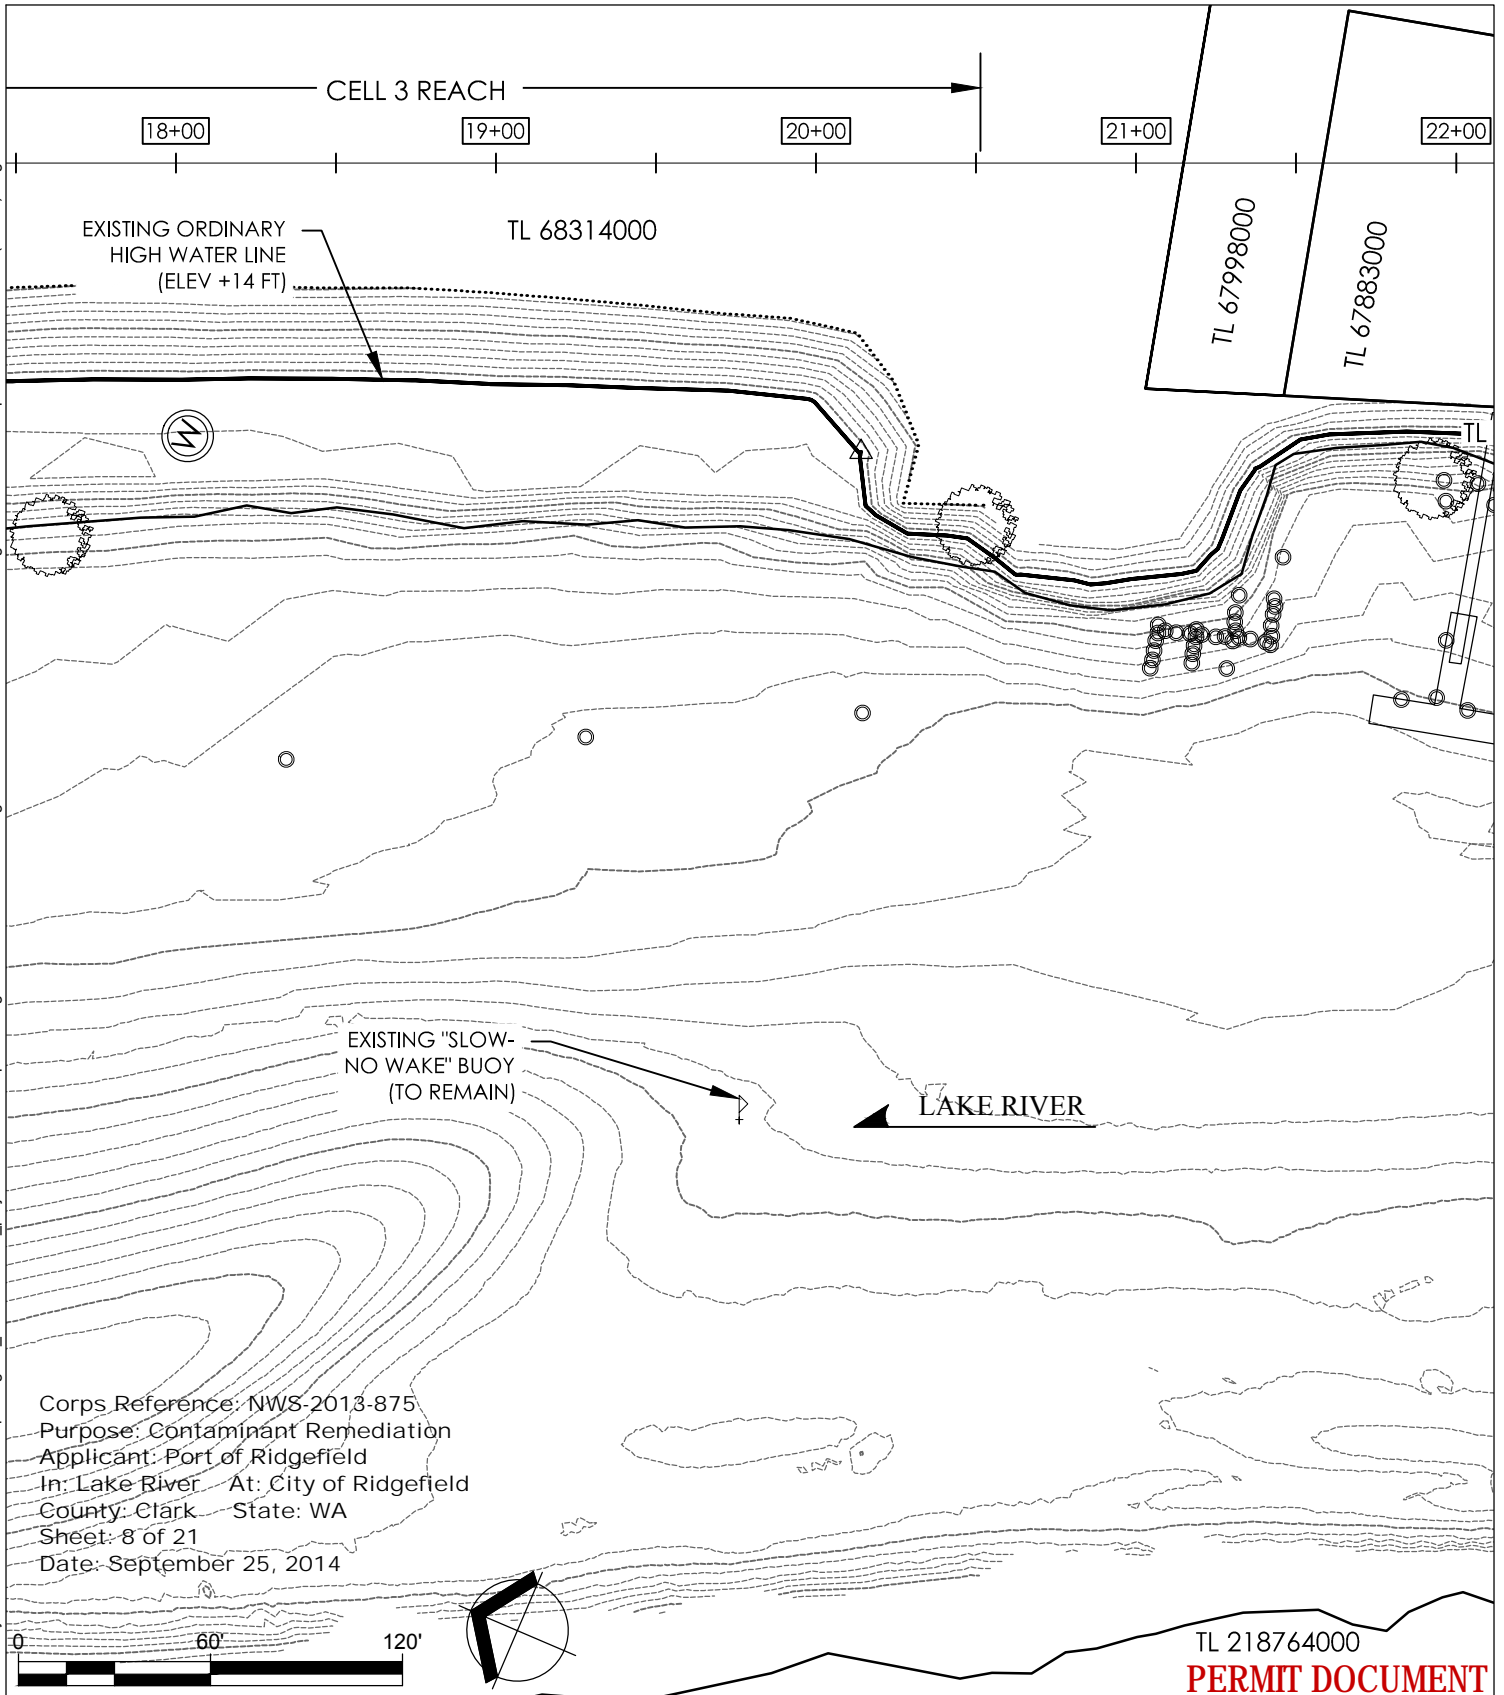 CELL 3 REACH
18+00
19+00
20+00
21+00
22+00
EXISTING ORDINARY
HIGH WATER LINE
(ELEV +14 FT)
TL 68314000
TL 67998000
TL 67883000
W
TL
EXISTING "SLOW-
NO WAKE" BUOY
(TO REMAIN)
LAKE RIVER
Corps Reference: NWS-2013-875
Purpose: Contaminant Remediation
Applicant: Port of Ridgefield
In: Lake River At: City of Ridgefield
County: Clark State: WA
Sheet: 8 of 21
Date: September 25, 2014
0 60' 120'
TL 218764000
PERMIT DOCUMENT